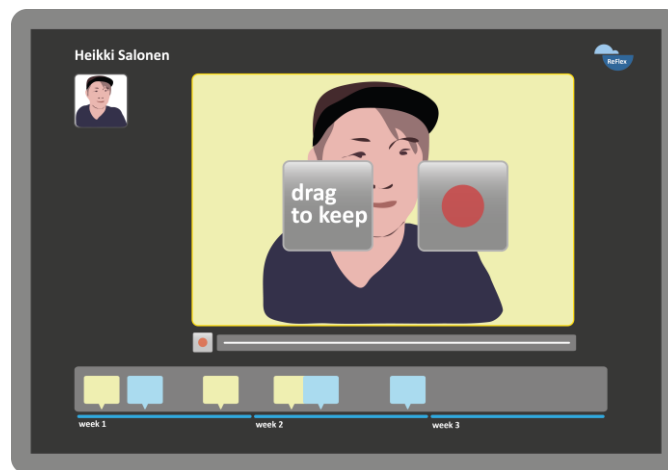 Heikki Salonen
ReFlex
drag
to keep
week 1
week 2
week 3